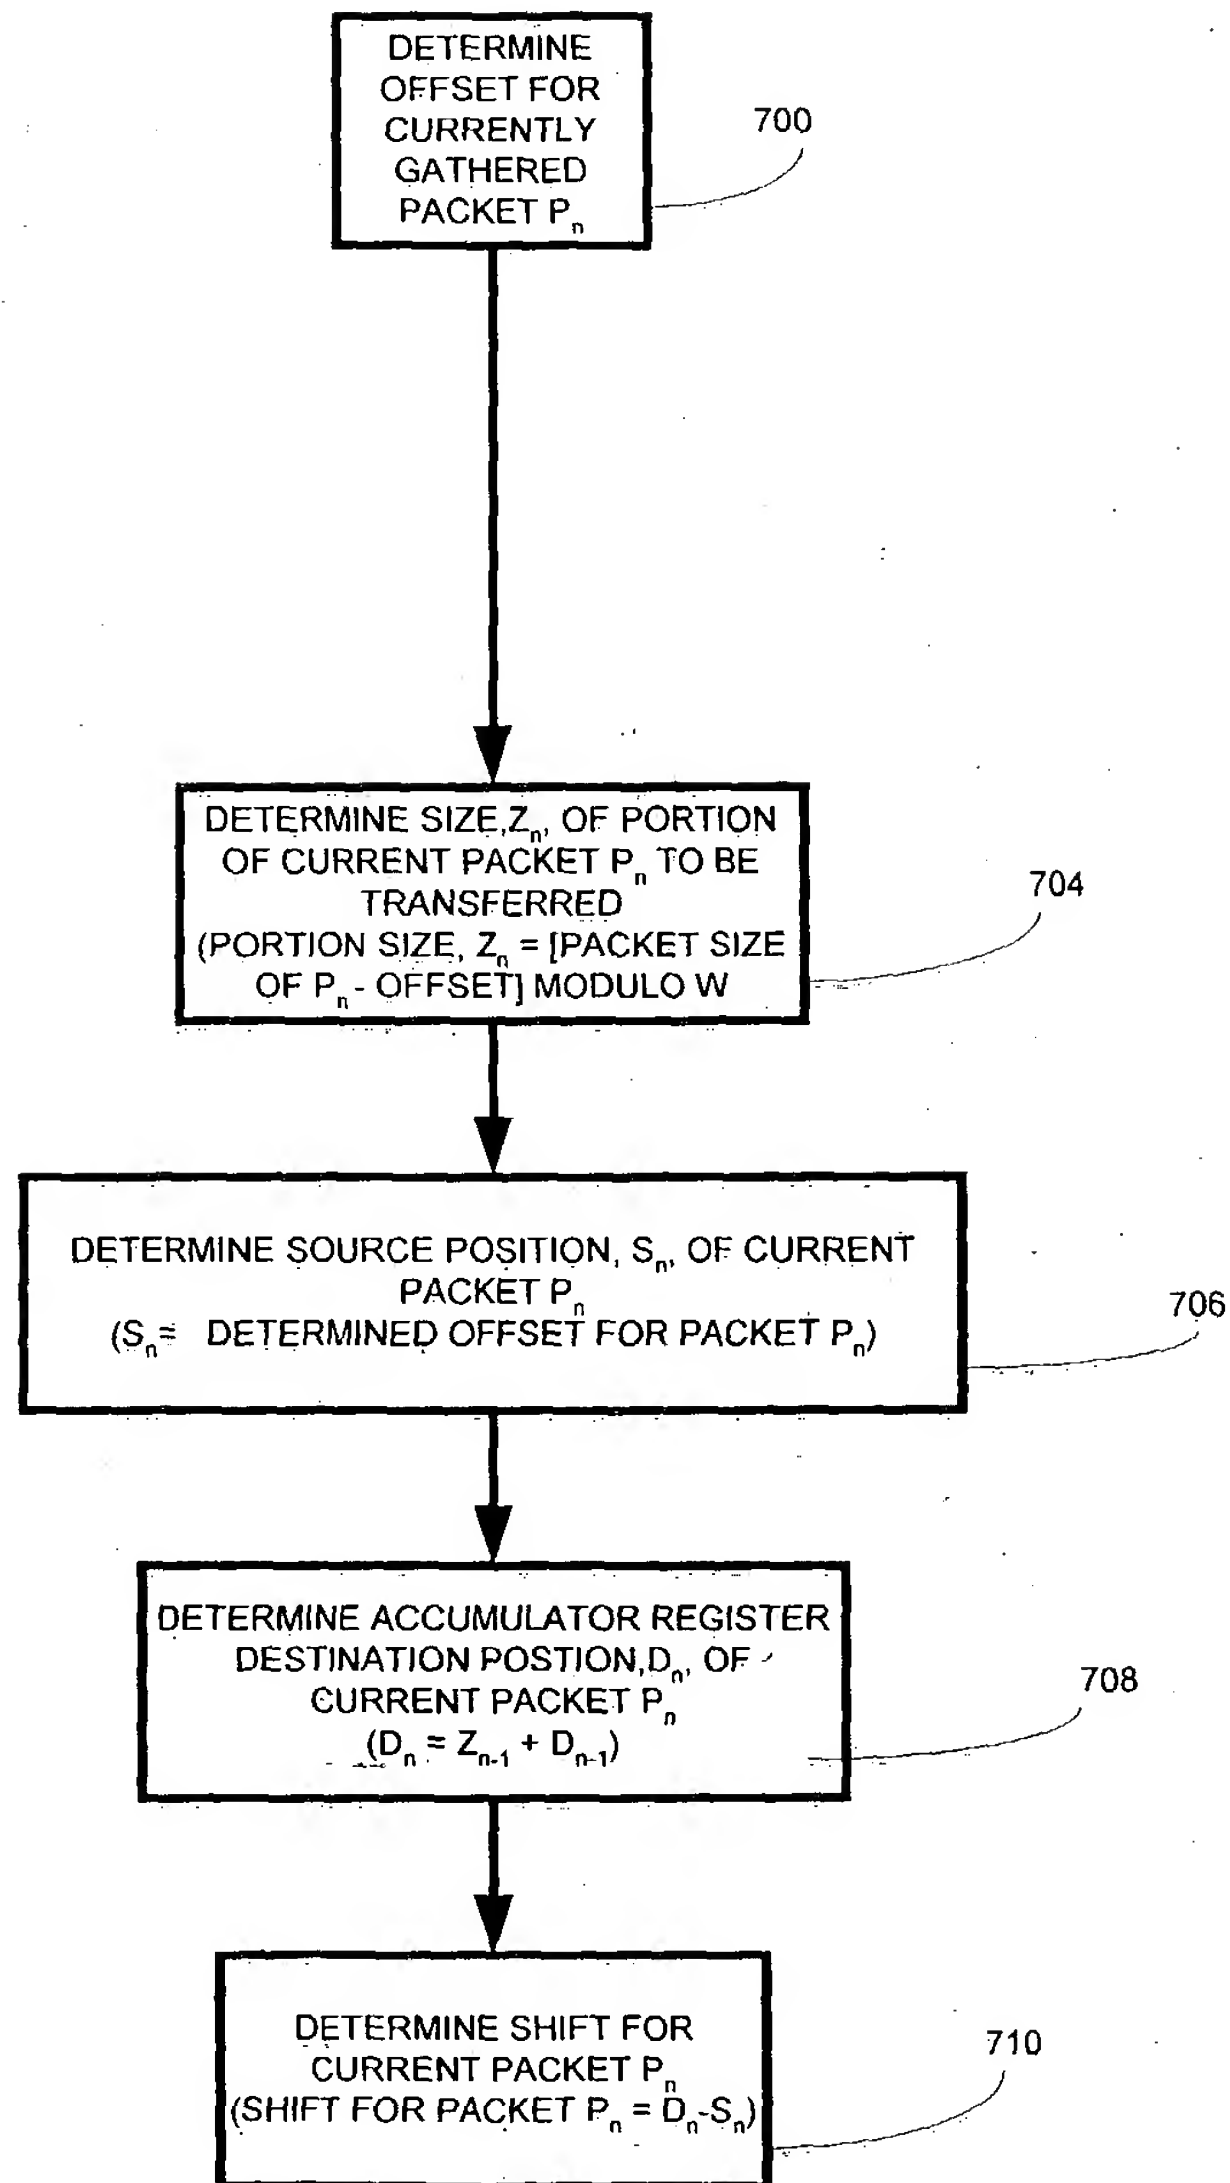 DETERMINE
OFFSET FOR
CURRENTLY
GATHERED
PACKET Pn
700
DETERMINE SIZE,Zn, OF PORTION
OF CURRENT PACKET Pn TO BE
TRANSFERRED
(PORTION SIZE, Zn = [PACKET SIZE
OF Pn - OFFSET] MODULO W
704
DETERMINE SOURCE POSITION, Sn, OF CURRENT
PACKET Pn
(Sn= DETERMINED OFFSET FOR PACKET Pn)
706
DETERMINE ACCUMULATOR REGISTER
DESTINATION POSTION,Dn, OF
CURRENT PACKET Pn
(Dn = Zn-1 + Dn-1)
708
DETERMINE SHIFT FOR
CURRENT PACKET Pn
(SHIFT FOR PACKET Pn = Dn-Sn)
710